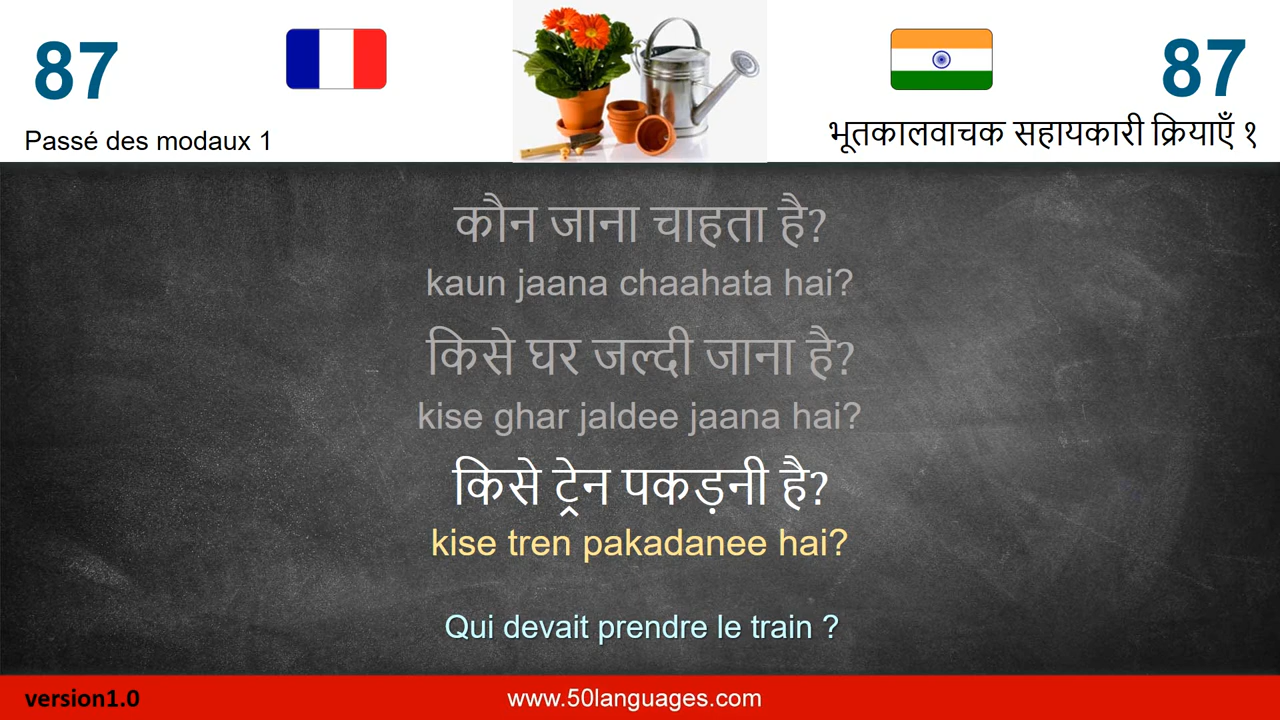 87
87
Passé des modaux 1
भूतकालवाचक सहायकारी क्रियाएँ १
कौन जाना चाहता है?
kaun jaana chaahata hai?
किसे घर जल्दी जाना है?
kise ghar jaldee jaana hai?
किसे ट्रेन पकड़नी है?
kise tren pakadanee hai?
Qui devait prendre le train ?
version1.0
www.50languages.com